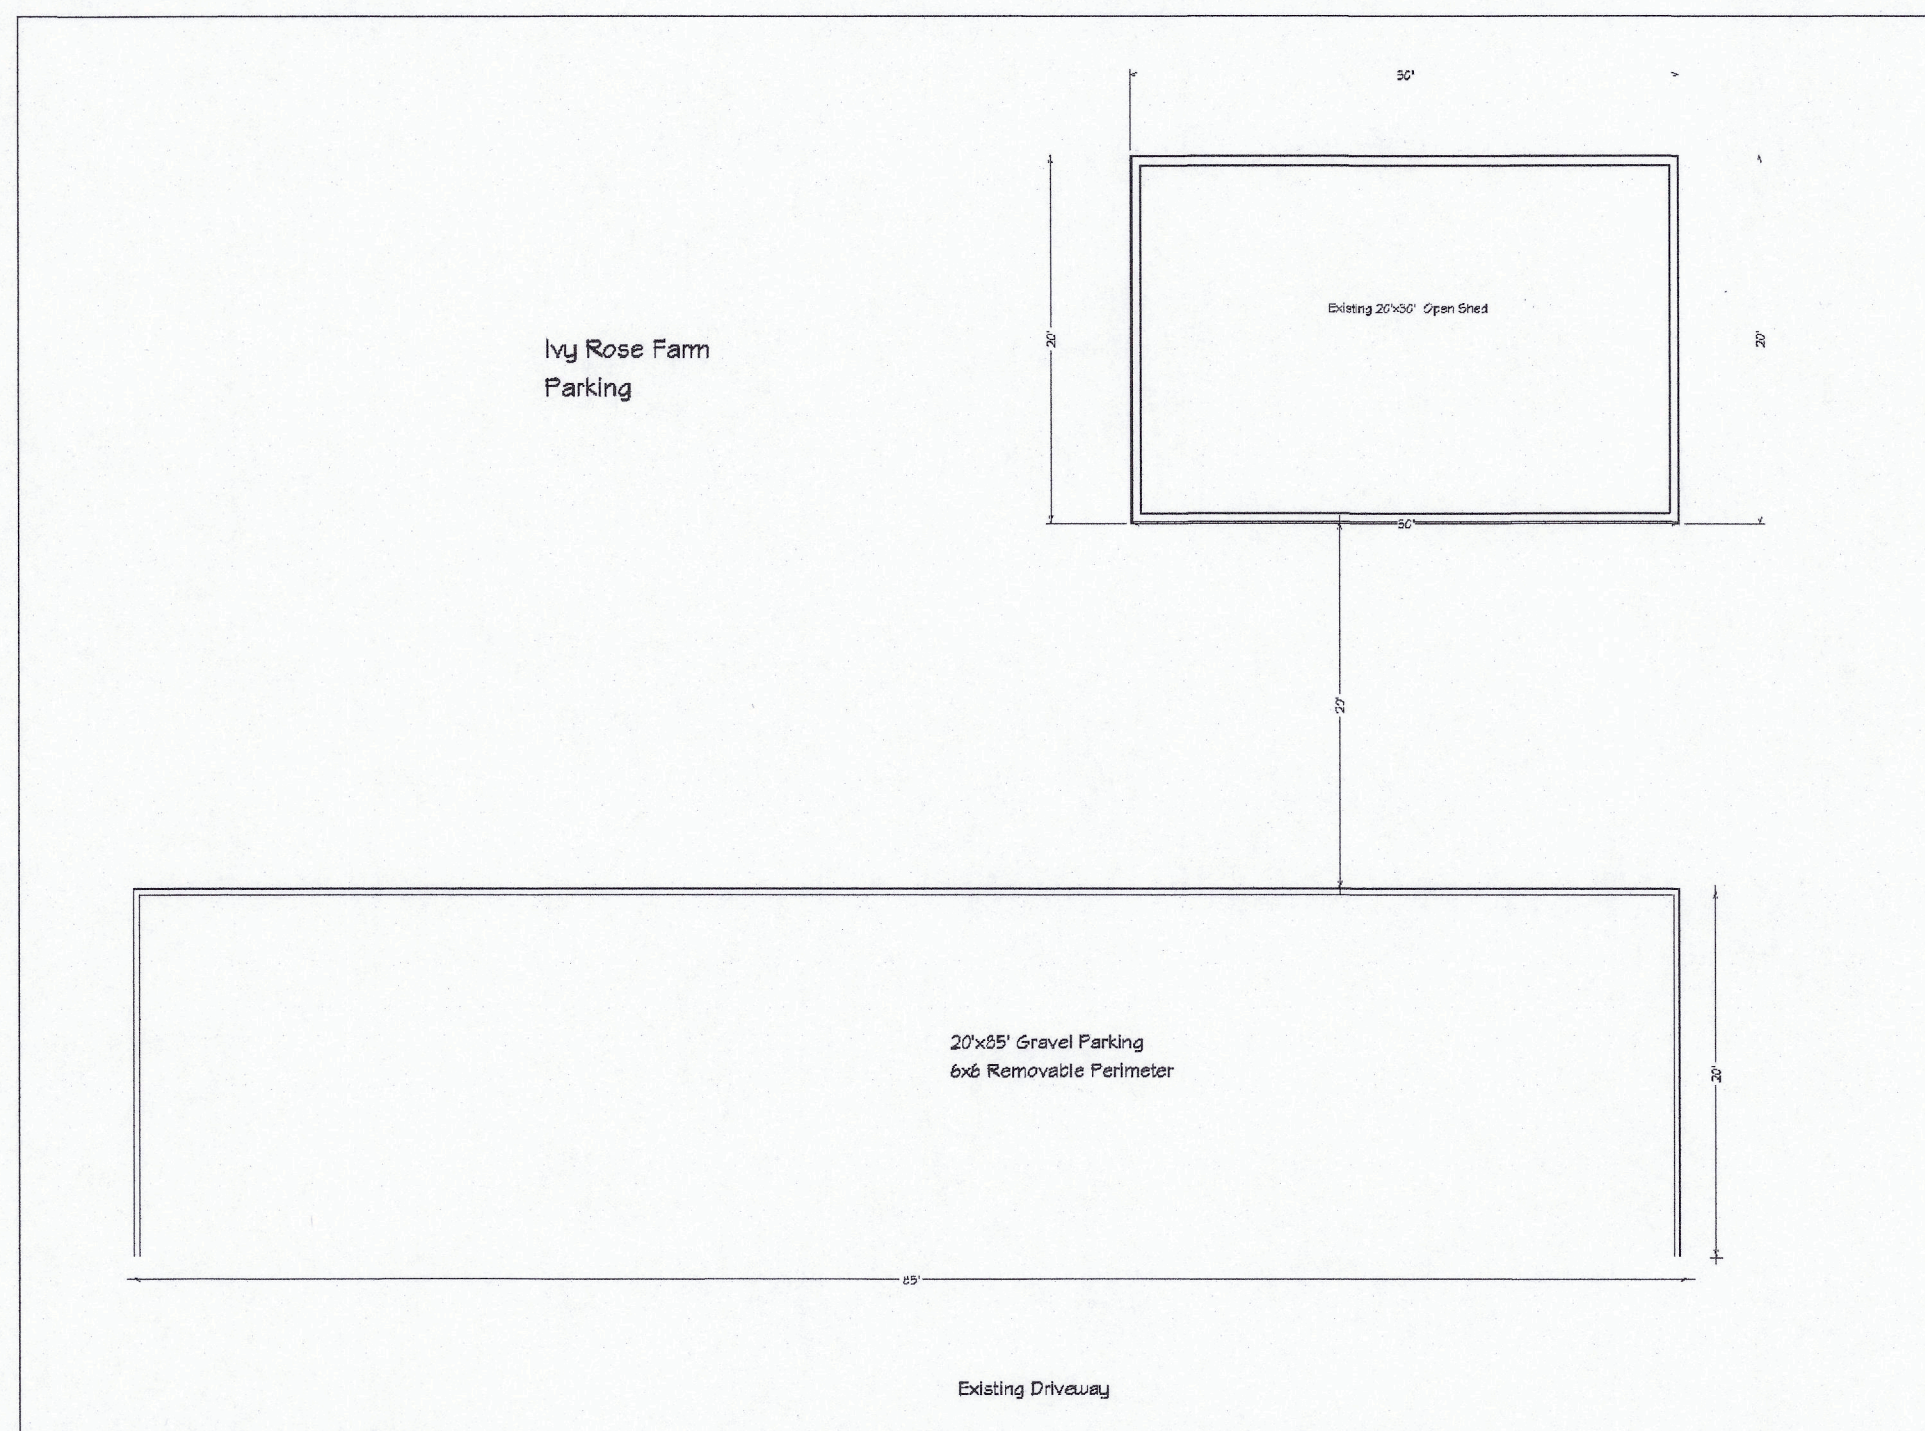 30'
20'
Existing 20'x30' Open Shed
20'
Ivy Rose Farm
Parking
30'
20'
20'x85' Gravel Parking
6x6 Removable Perimeter
20'
85'
Existing Driveway